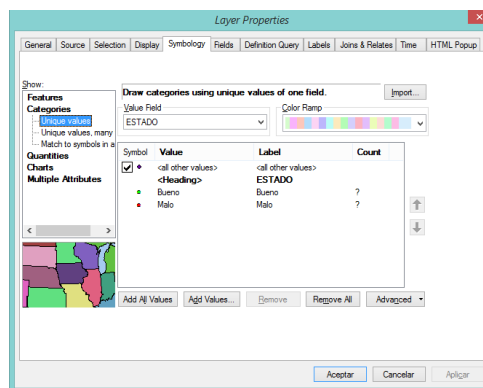 Layer Properties
General Source Selection Display Symbology Fields Definition Query Labels Joins & Relates Time HTML Popup
Show:
Features
Categories
Unique values
Unique values, many
Match to symbols in a
Quantities
Charts
Multiple Attributes
Draw categories using unique values of one field.
Import...
Value Field
ESTADO
Color Ramp
Symbol Value Label Count
<all other values> <all other values>
<Heading> ESTADO
Bueno Bueno ?
Malo Malo ?
Add All Values Add Values... Remove Remove All Advanced
Aceptar Cancelar Apligar